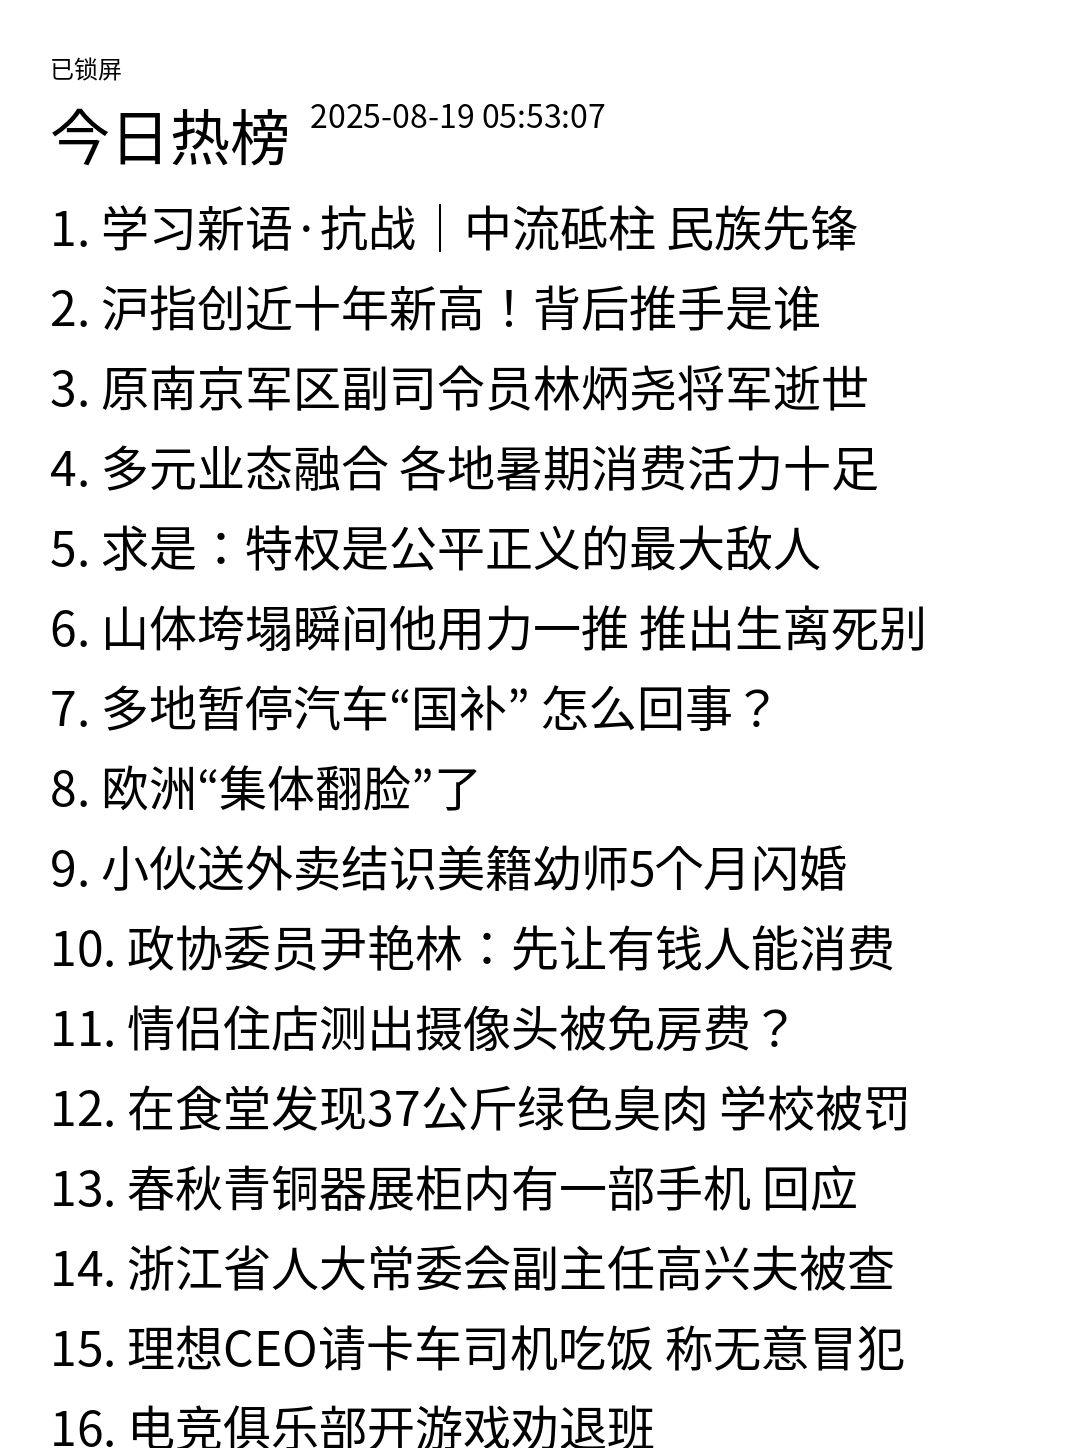 已锁屏
今日热榜 2025-08-19 05:53:07
1. 学习新语·抗战｜中流砥柱 民族先锋
2. 沪指创近十年新高！背后推手是谁
3. 原南京军区副司令员林炳尧将军逝世
4. 多元业态融合 各地暑期消费活力十足
5. 求是：特权是公平正义的最大敌人
6. 山体垮塌瞬间他用力一推 推出生离死别
7. 多地暂停汽车“国补” 怎么回事？
8. 欧洲“集体翻脸”了
9. 小伙送外卖结识美籍幼师5个月闪婚
10. 政协委员尹艳林：先让有钱人能消费
11. 情侣住店测出摄像头被免房费？
12. 在食堂发现37公斤绿色臭肉 学校被罚
13. 春秋青铜器展柜内有一部手机 回应
14. 浙江省人大常委会副主任高兴夫被查
15. 理想CEO请卡车司机吃饭 称无意冒犯
16. 电竞俱乐部开游戏劝退班